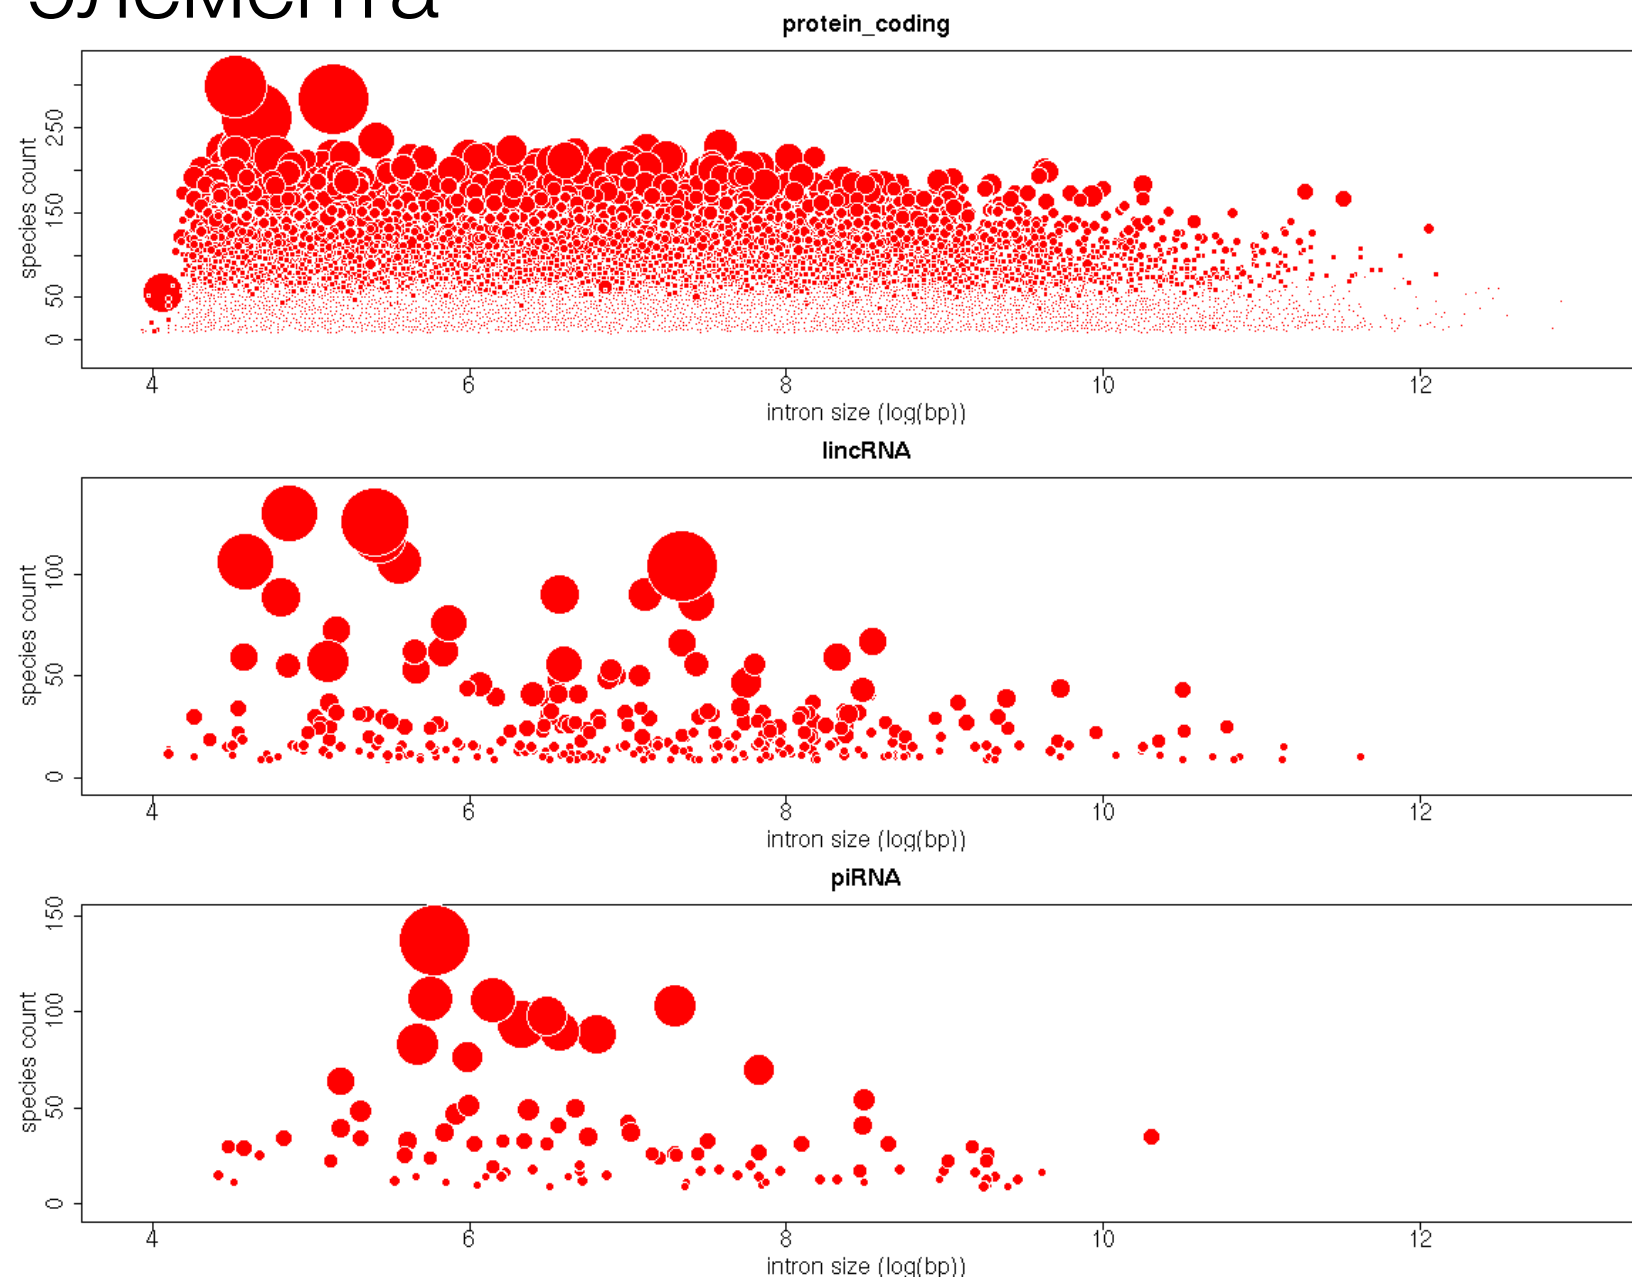 элемента
protein_coding
species count
0
50
150
250
4
6
8
10
12
intron size (log(bp))
lincRNA
species count
0
50
100
4
6
8
10
12
intron size (log(bp))
piRNA
species count
0
50
100
150
4
6
8
10
12
intron size (log(bp))